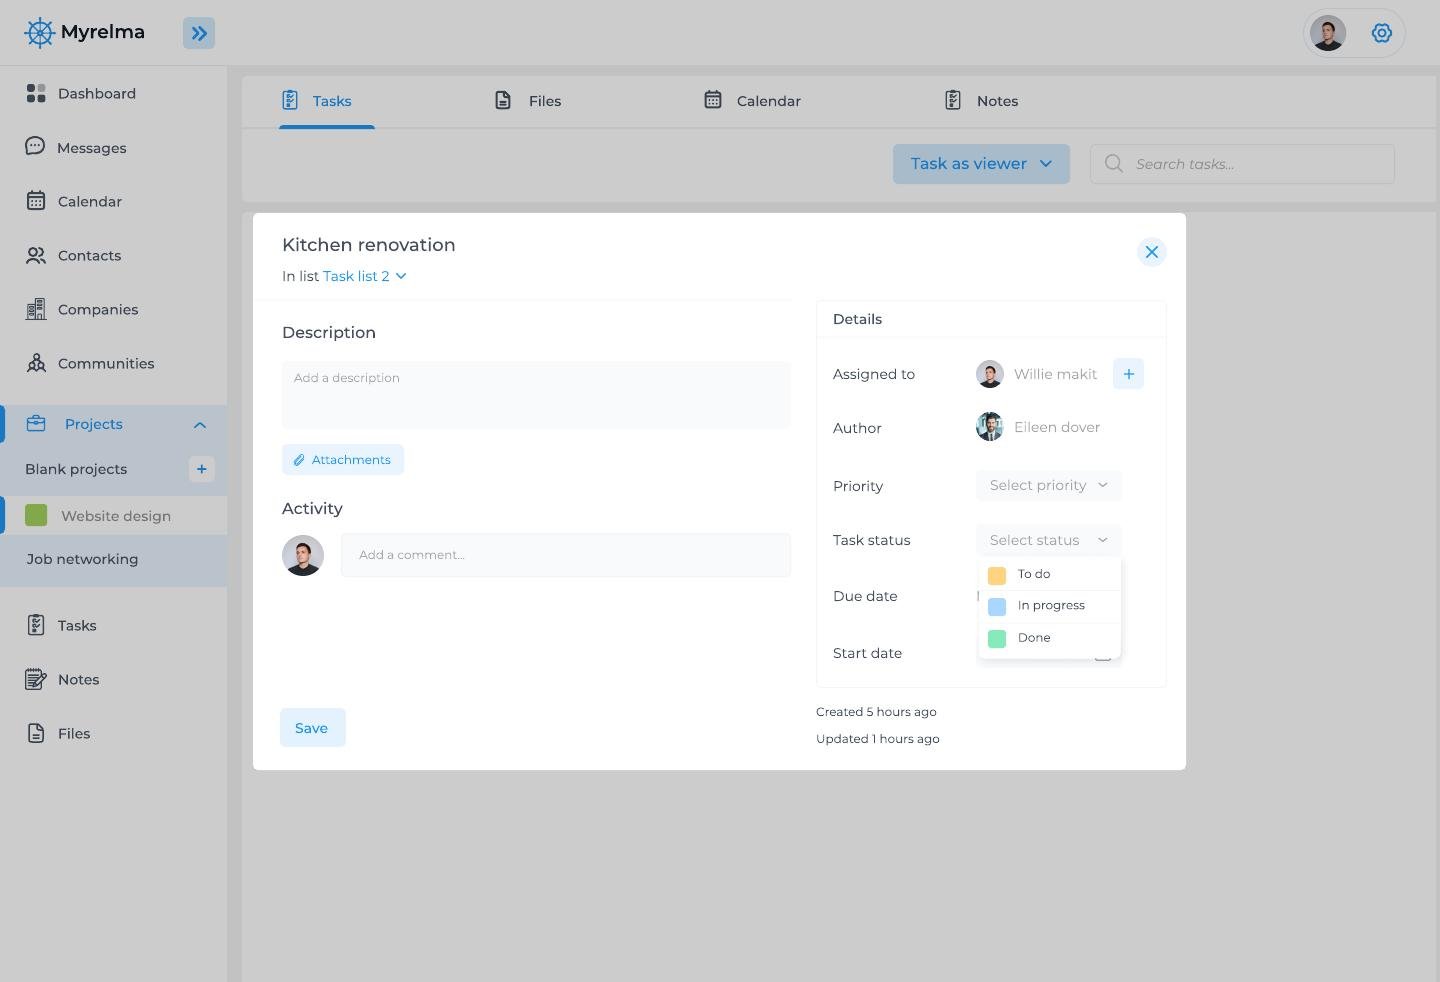 Myrelma
Dashboard
Messages
Calendar
Contacts
Companies
Communities
Projects
Blank projects
Website design
Job networking
Tasks
Notes
Files
Tasks
Files
Calendar
Notes
Task as viewer
Search tasks...
Kitchen renovation
In list Task list 2
Description
Add a description
Attachments
Activity
Add a comment...
Save
Details
Assigned to
Willie makit
Author
Eileen dover
Priority
Select priority
Task status
Select status
To do
In progress
Done
Due date
Start date
Created 5 hours ago
Updated 1 hours ago